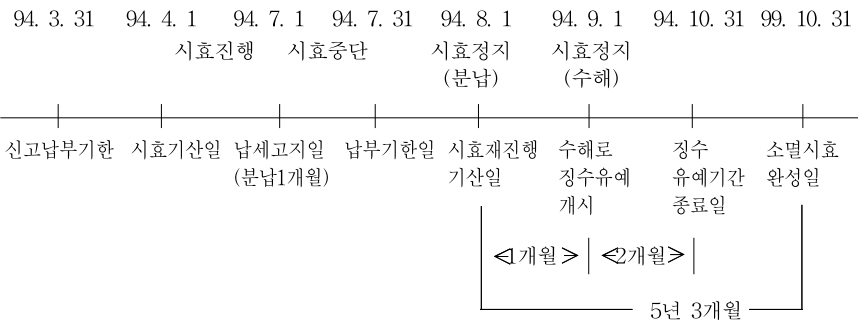 94. 3. 31 94. 4. 1 94. 7. 1 94. 7. 31 94. 8. 1 94. 9. 1 94. 10. 31 99. 10. 31
시효진행 시효중단 시효정지 시효정지
(분납) (수해)
신고납부기한 시효기산일 납세고지일 납부기한일 시효재진행 수해로 징수 소멸시효
(분납1개월) 기산일 징수유예 유예기간 완성일
개시 종료일
1개월 2개월
5년 3개월